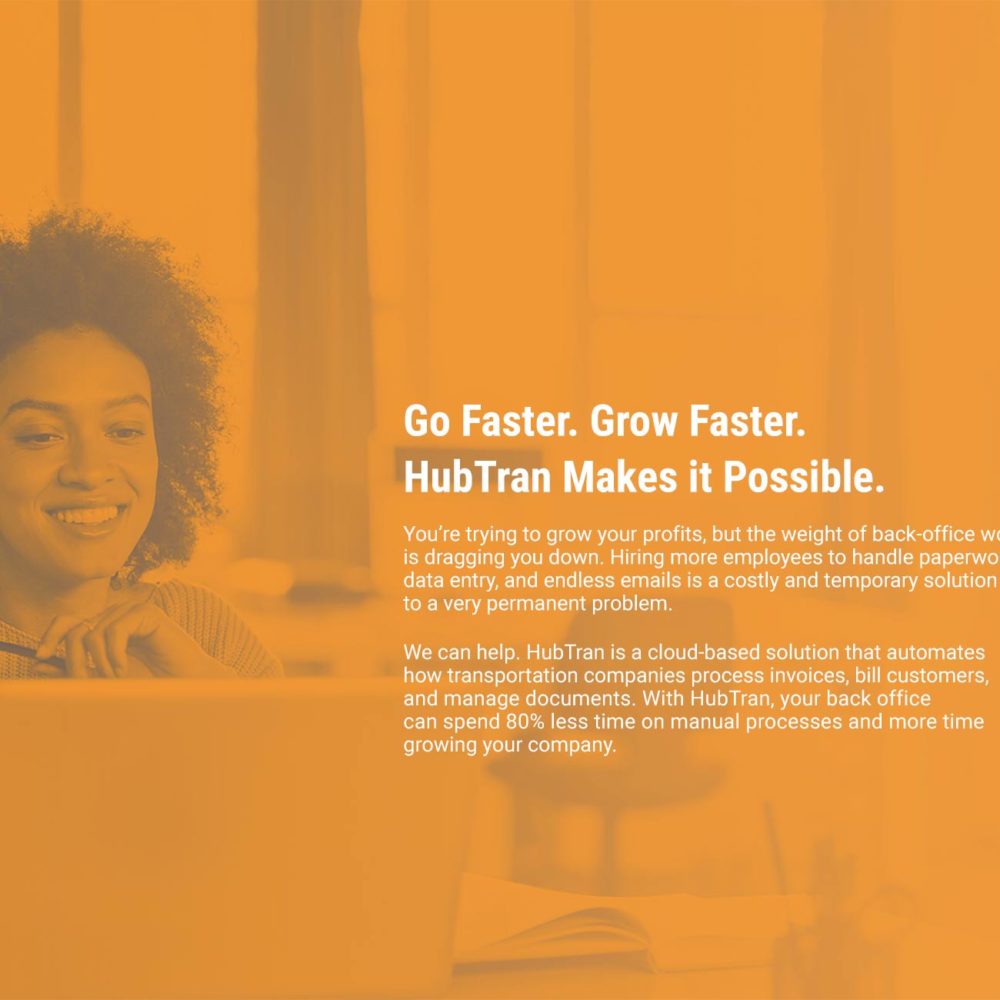 Go Faster. Grow Faster.
HubTran Makes it Possible.
You're trying to grow your profits, but the weight of back-office
is dragging you down. Hiring more employees to handle
data entry, and endless emails is a costly and temporary solution
to a very permanent problem.
We can help. HubTran is a cloud-based solution that automates
how transportation companies process invoices, bill customers,
and manage documents. With HubTran, your back office
can spend 80% less time on manual processes and more time
growing your company.